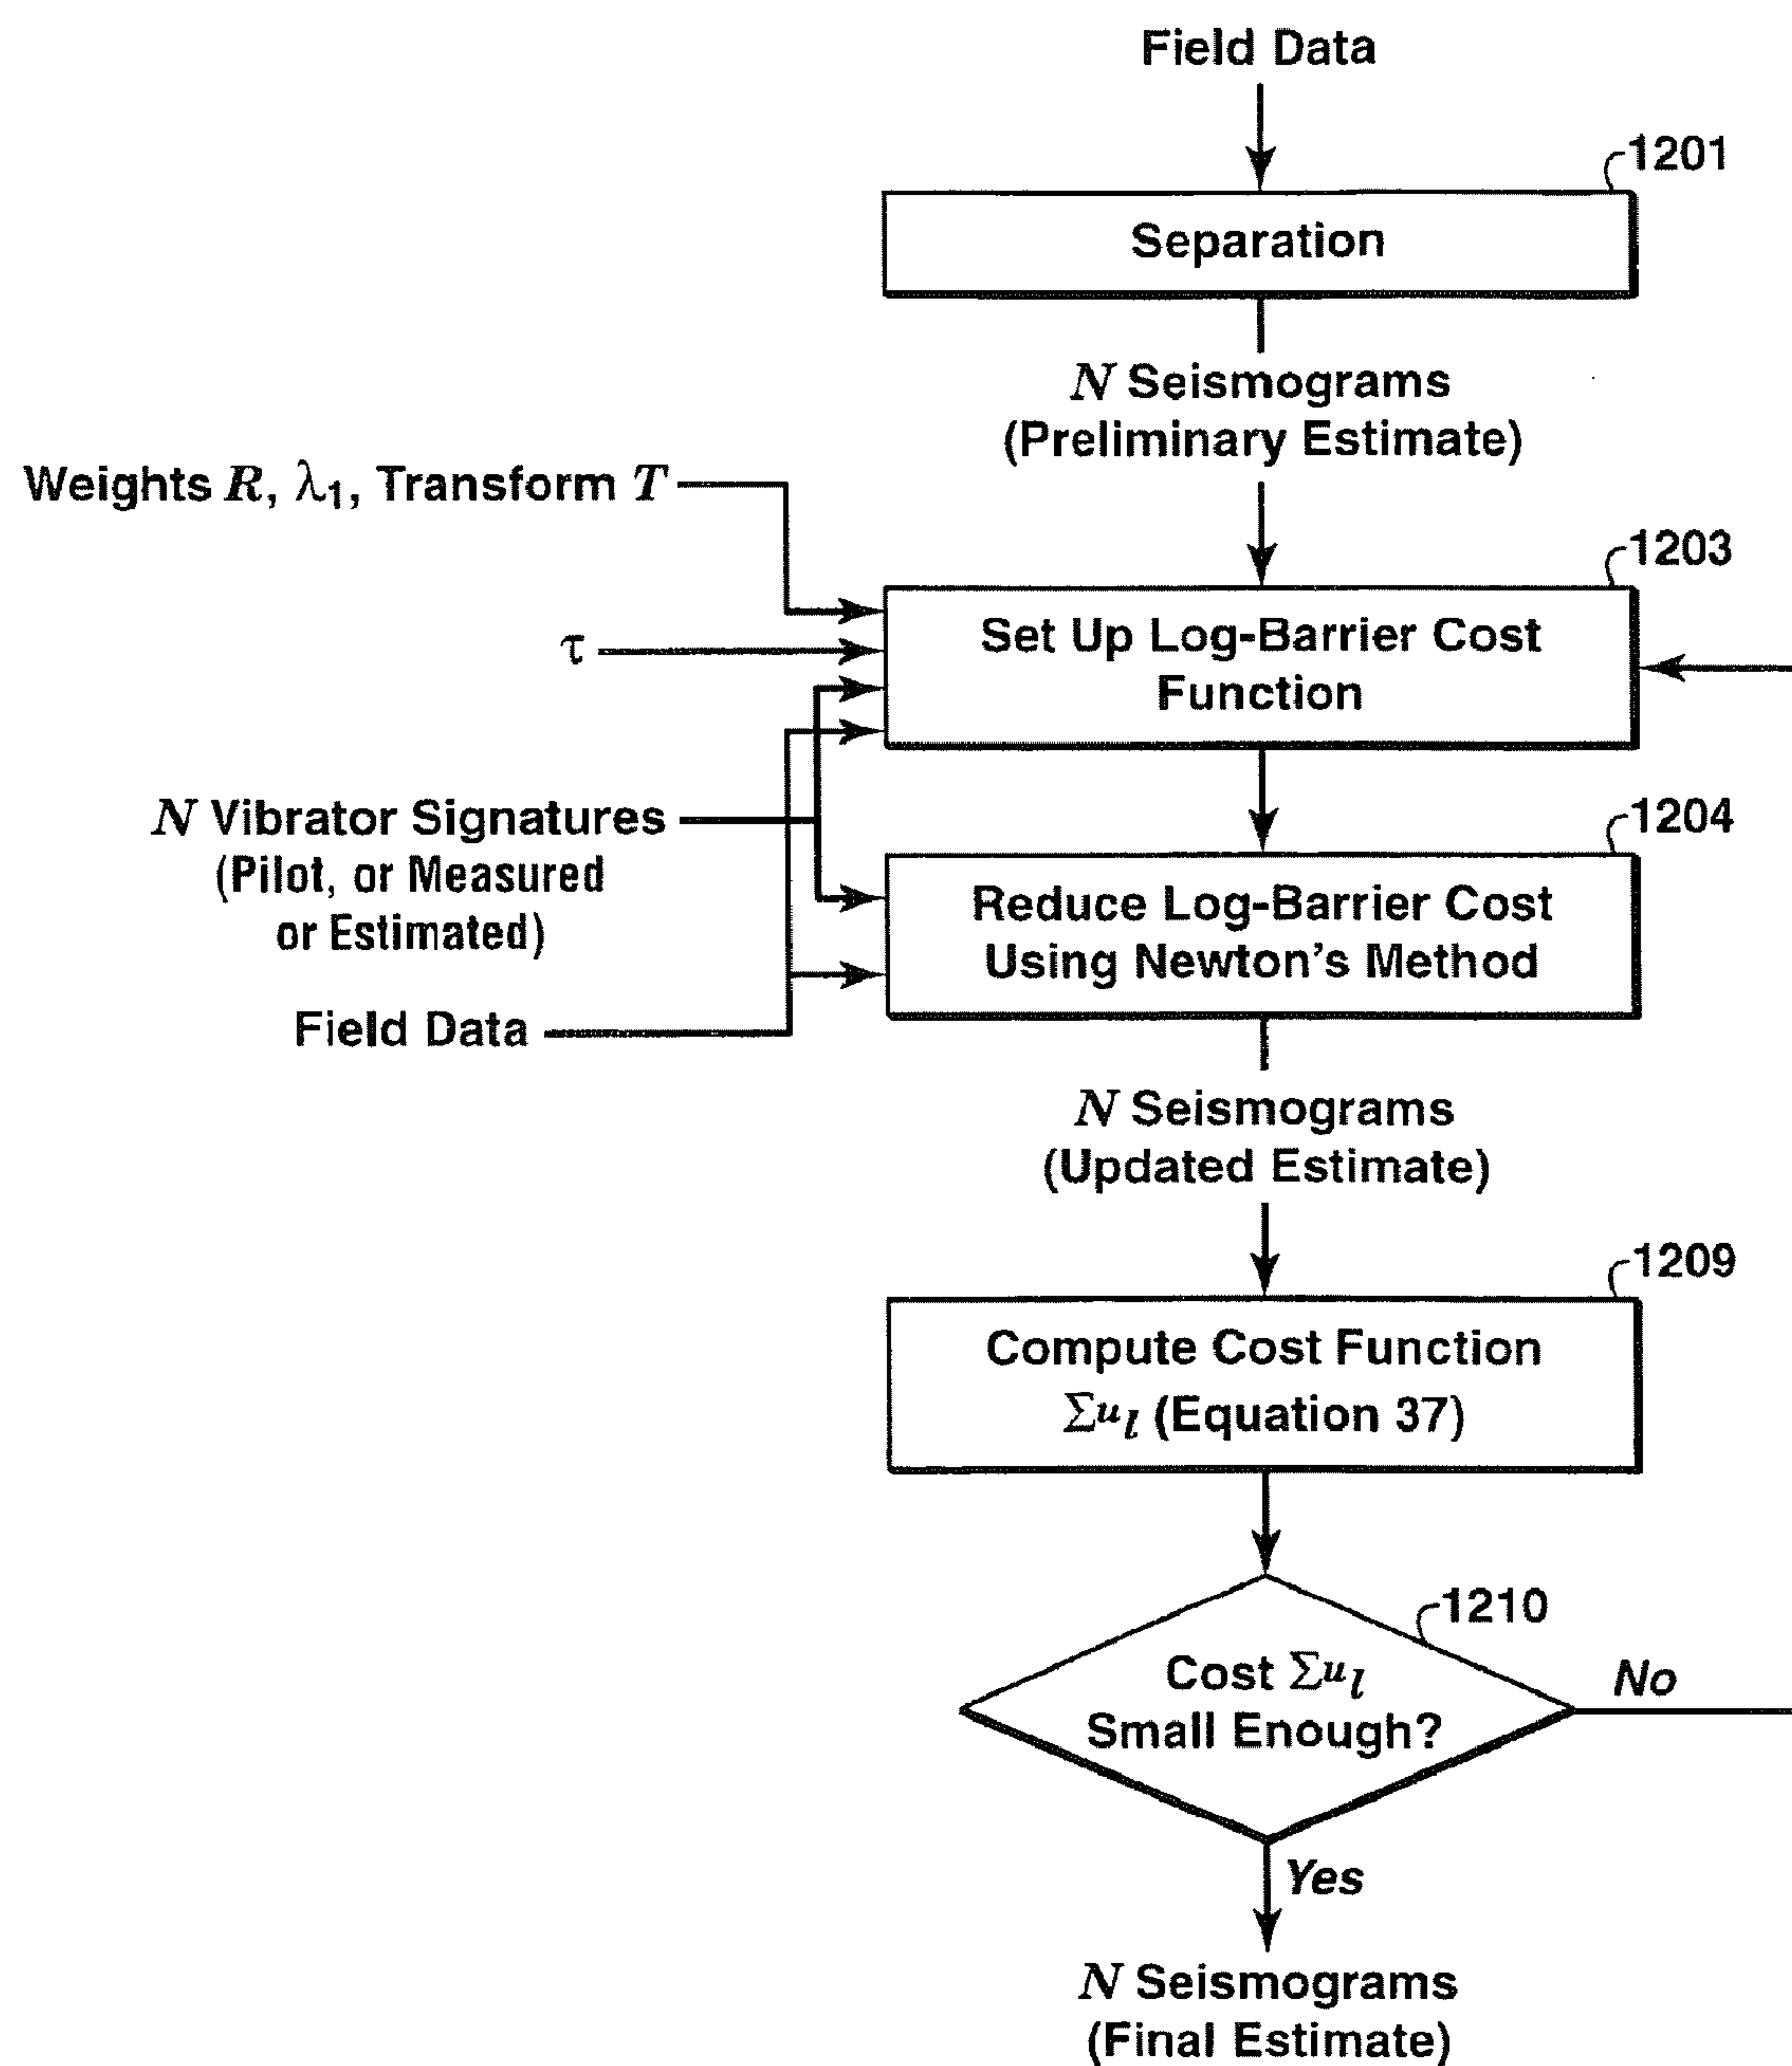 Field Data
1201
Separation
N Seismograms
(Preliminary Estimate)
Weights R, λ1, Transform T
1203
τ
Set Up Log-Barrier Cost
Function
N Vibrator Signatures
(Pilot, or Measured
or Estimated)
1204
Reduce Log-Barrier Cost
Using Newton's Method
Field Data
N Seismograms
(Updated Estimate)
1209
Compute Cost Function
Σul (Equation 37)
1210
Cost Σul
Small Enough?
No
Yes
N Seismograms
(Final Estimate)